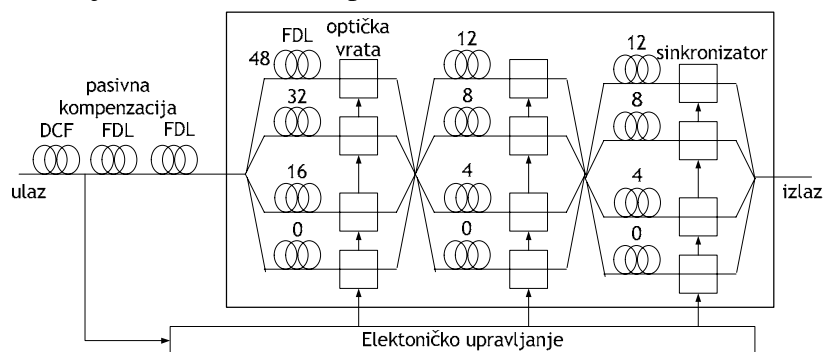 FDL
optička
vrata
48
12
12
sinkronizator
pasivna
kompenzacija
32
8
8
DCF
FDL
FDL
ulaz
16
4
4
izlaz
0
0
0
Elektoničko upravljanje